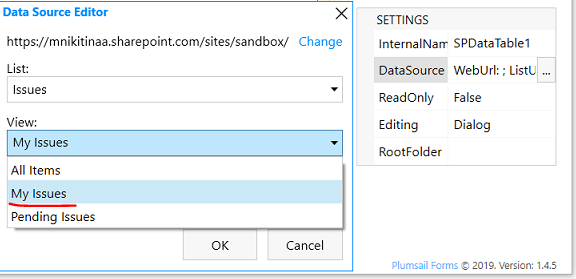 Data Source Editor
https://mnikitinaa.sharepoint.com/sites/sandbox/ Change
List:
Issues
View:
My Issues
All Items
My Issues
Pending Issues
OK Cancel
SETTINGS
InternalNam SPDataTable1
DataSource WebUrl: ; ListU ...
ReadOnly False
Editing Dialog
RootFolder
Plumsail Forms © 2019. Version: 1.4.5